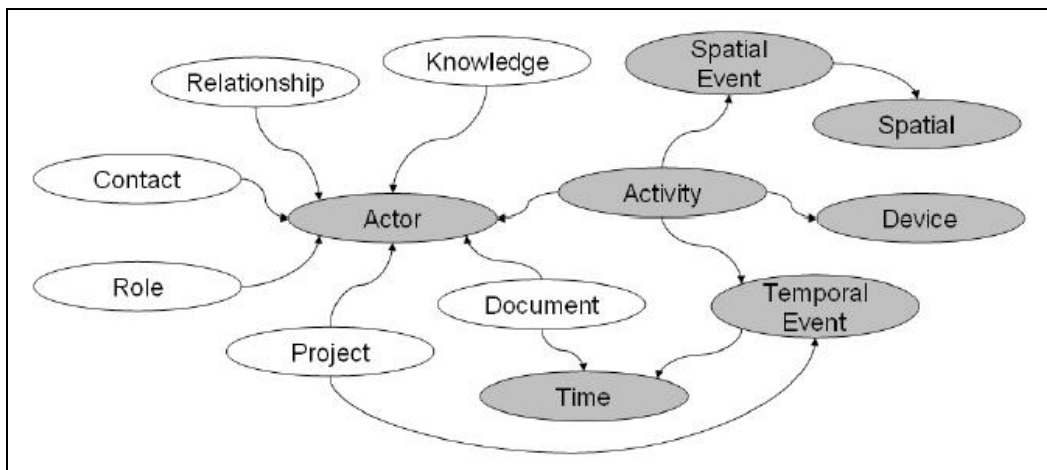 Knowledge
Spatial
Event
Relationship
Spatial
Contact
Activity
Actor
Device
Role
Document
Temporal
Event
Project
Time